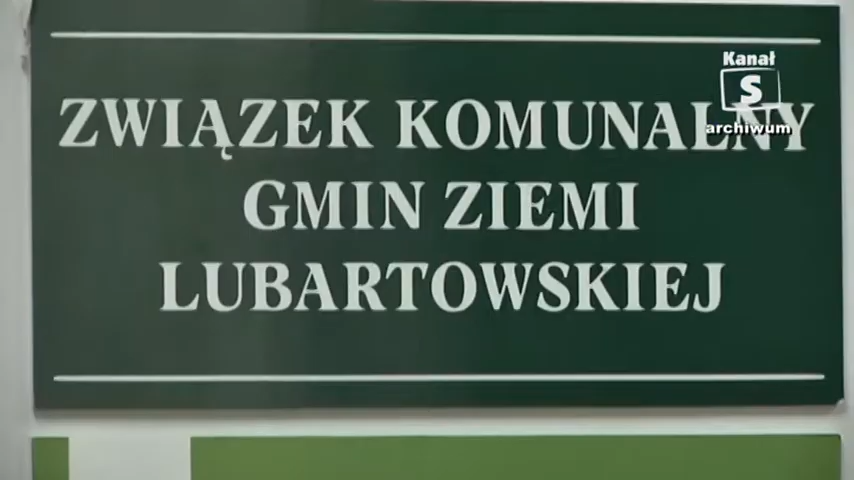 Kanał
S
archiwum
ZWIĄZEK KOMUNALNY
GMIN ZIEMI
LUBARTOWSKIEJ